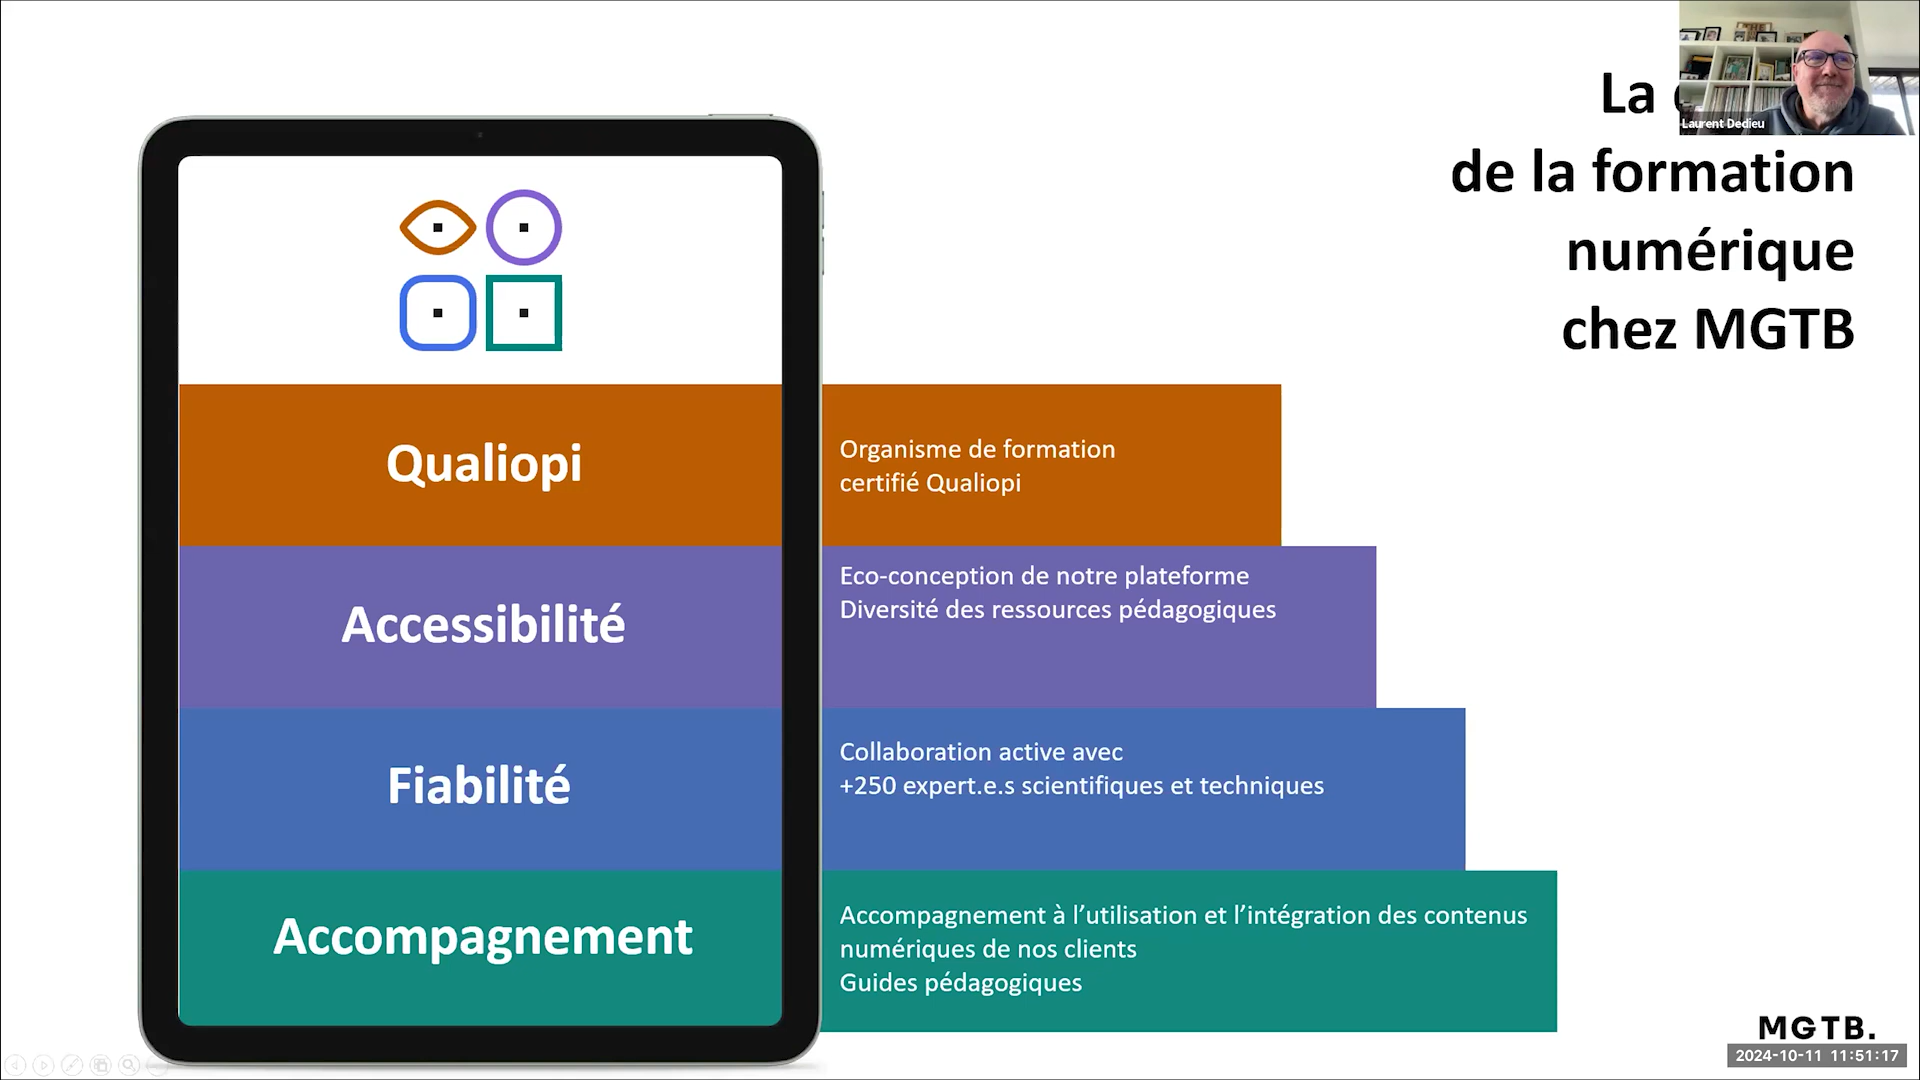 Laurent Dedieu
La
de la formation
numérique
chez MGTB
Qualiopi
Organisme de formation
certifié Qualiopi
Accessibilité
Eco-conception de notre plateforme
Diversité des ressources pédagogiques
Fiabilité
Collaboration active avec
+250 expert.e.s scientifiques et techniques
Accompagnement
Accompagnement à l’utilisation et l’intégration des contenus
numériques de nos clients
Guides pédagogiques
MGTB.
2024-10-11 11:51:17